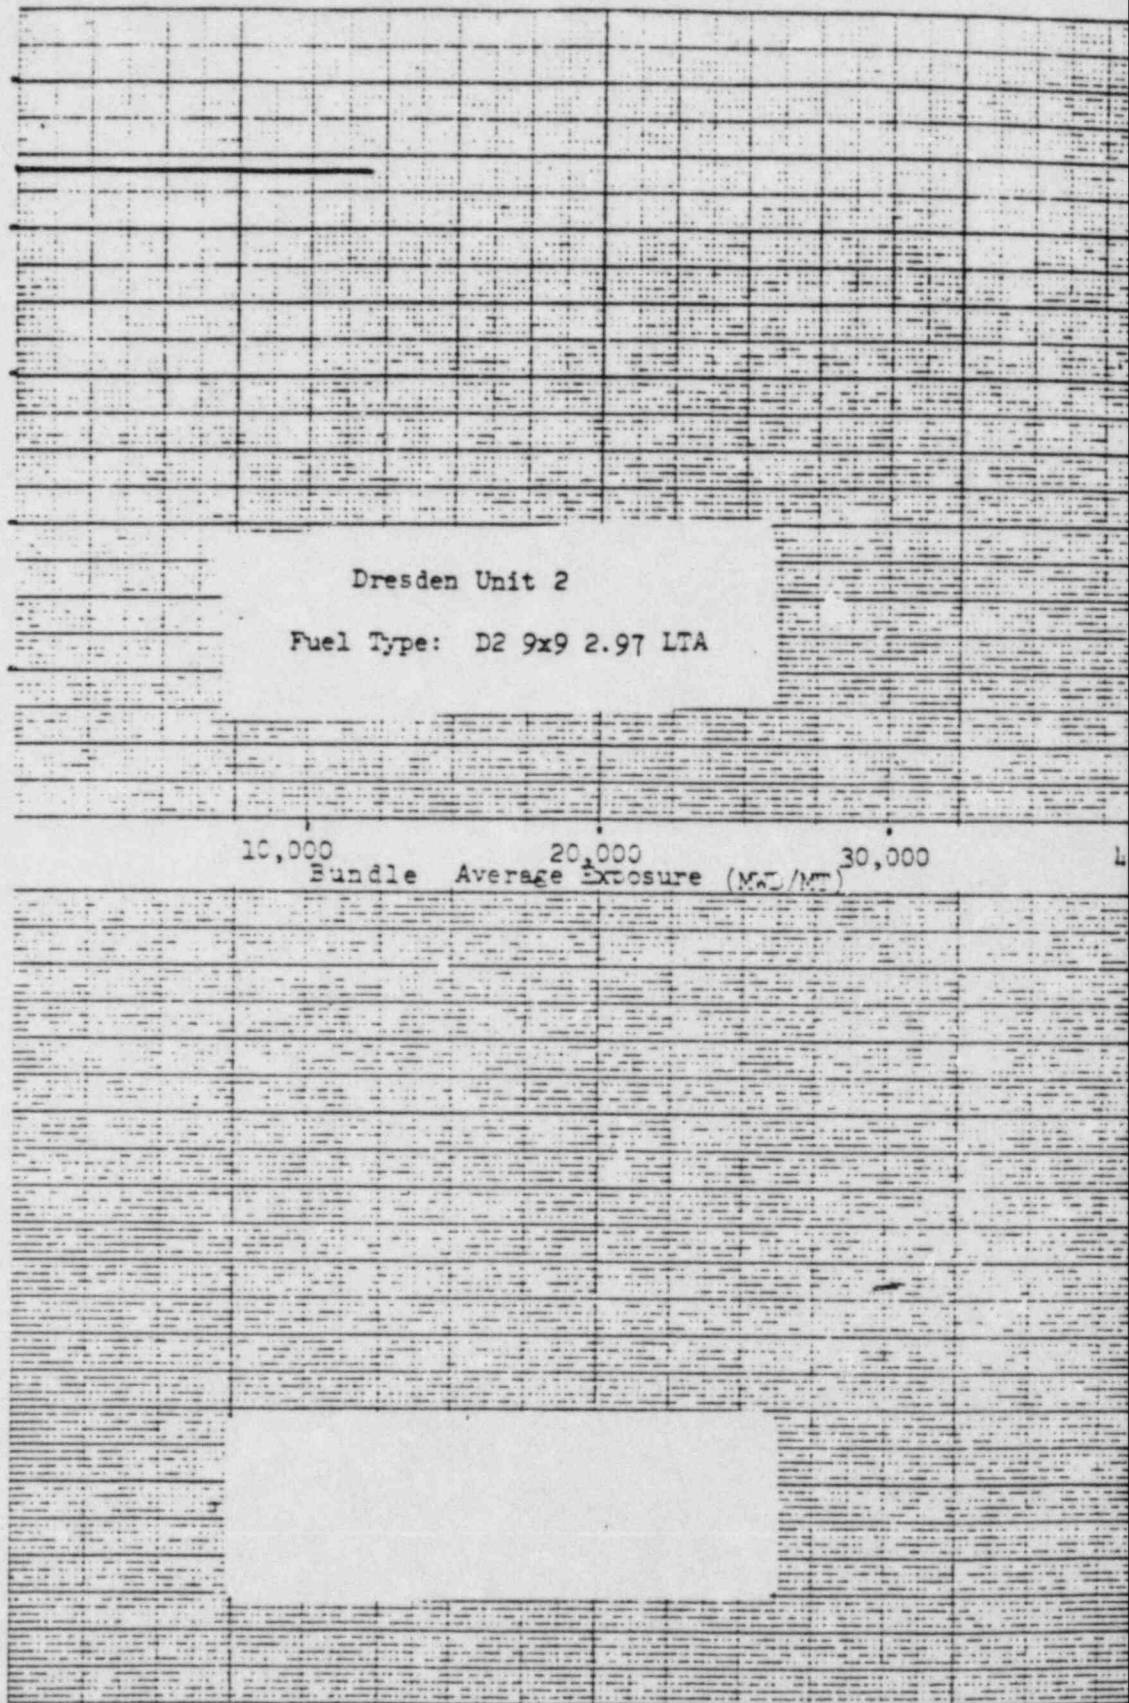 Dresden Unit 2
Fuel Type: D2 9x9 2.97 LTA
10,000 20,000 30,000
Bundle Average Exposure (MWD/MT)